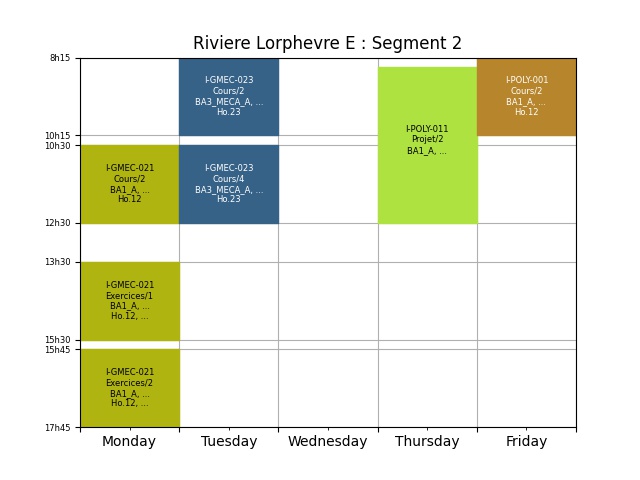 Riviere Lorphevre E : Segment 2
8h15
10h15
10h30
12h30
13h30
15h30
15h45
17h45
I-GMEC-021
Cours/2
BA1_A, ...
Ho.12
I-GMEC-021
Exercices/1
BA1_A, ...
Ho.12, ...
I-GMEC-021
Exercices/2
BA1_A, ...
Ho.12, ...
I-GMEC-023
Cours/2
BA3_MECA_A, ...
Ho.23
I-GMEC-023
Cours/4
BA3_MECA_A, ...
Ho.23
I-POLY-011
Projet/2
BA1_A, ...
I-POLY-001
Cours/2
BA1_A, ...
Ho.12
Monday
Tuesday
Wednesday
Thursday
Friday